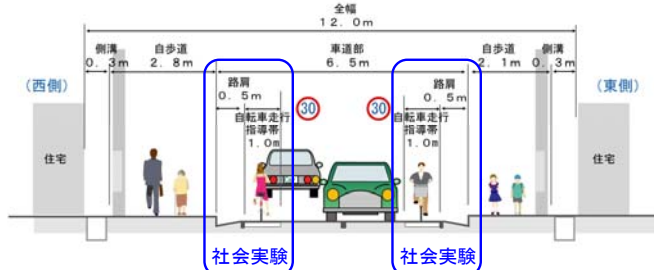 全幅
12.0m
側溝
0.3m
自歩道
2.8m
車道部
6.5m
自歩道
2.1m
側溝
0.3m
(西側)
路肩
0.5m
路肩
0.5m
(東側)
30
30
自転車走行
指導帯
1.0m
自転車走行
指導帯
1.0m
住宅
住宅
社会実験
社会実験